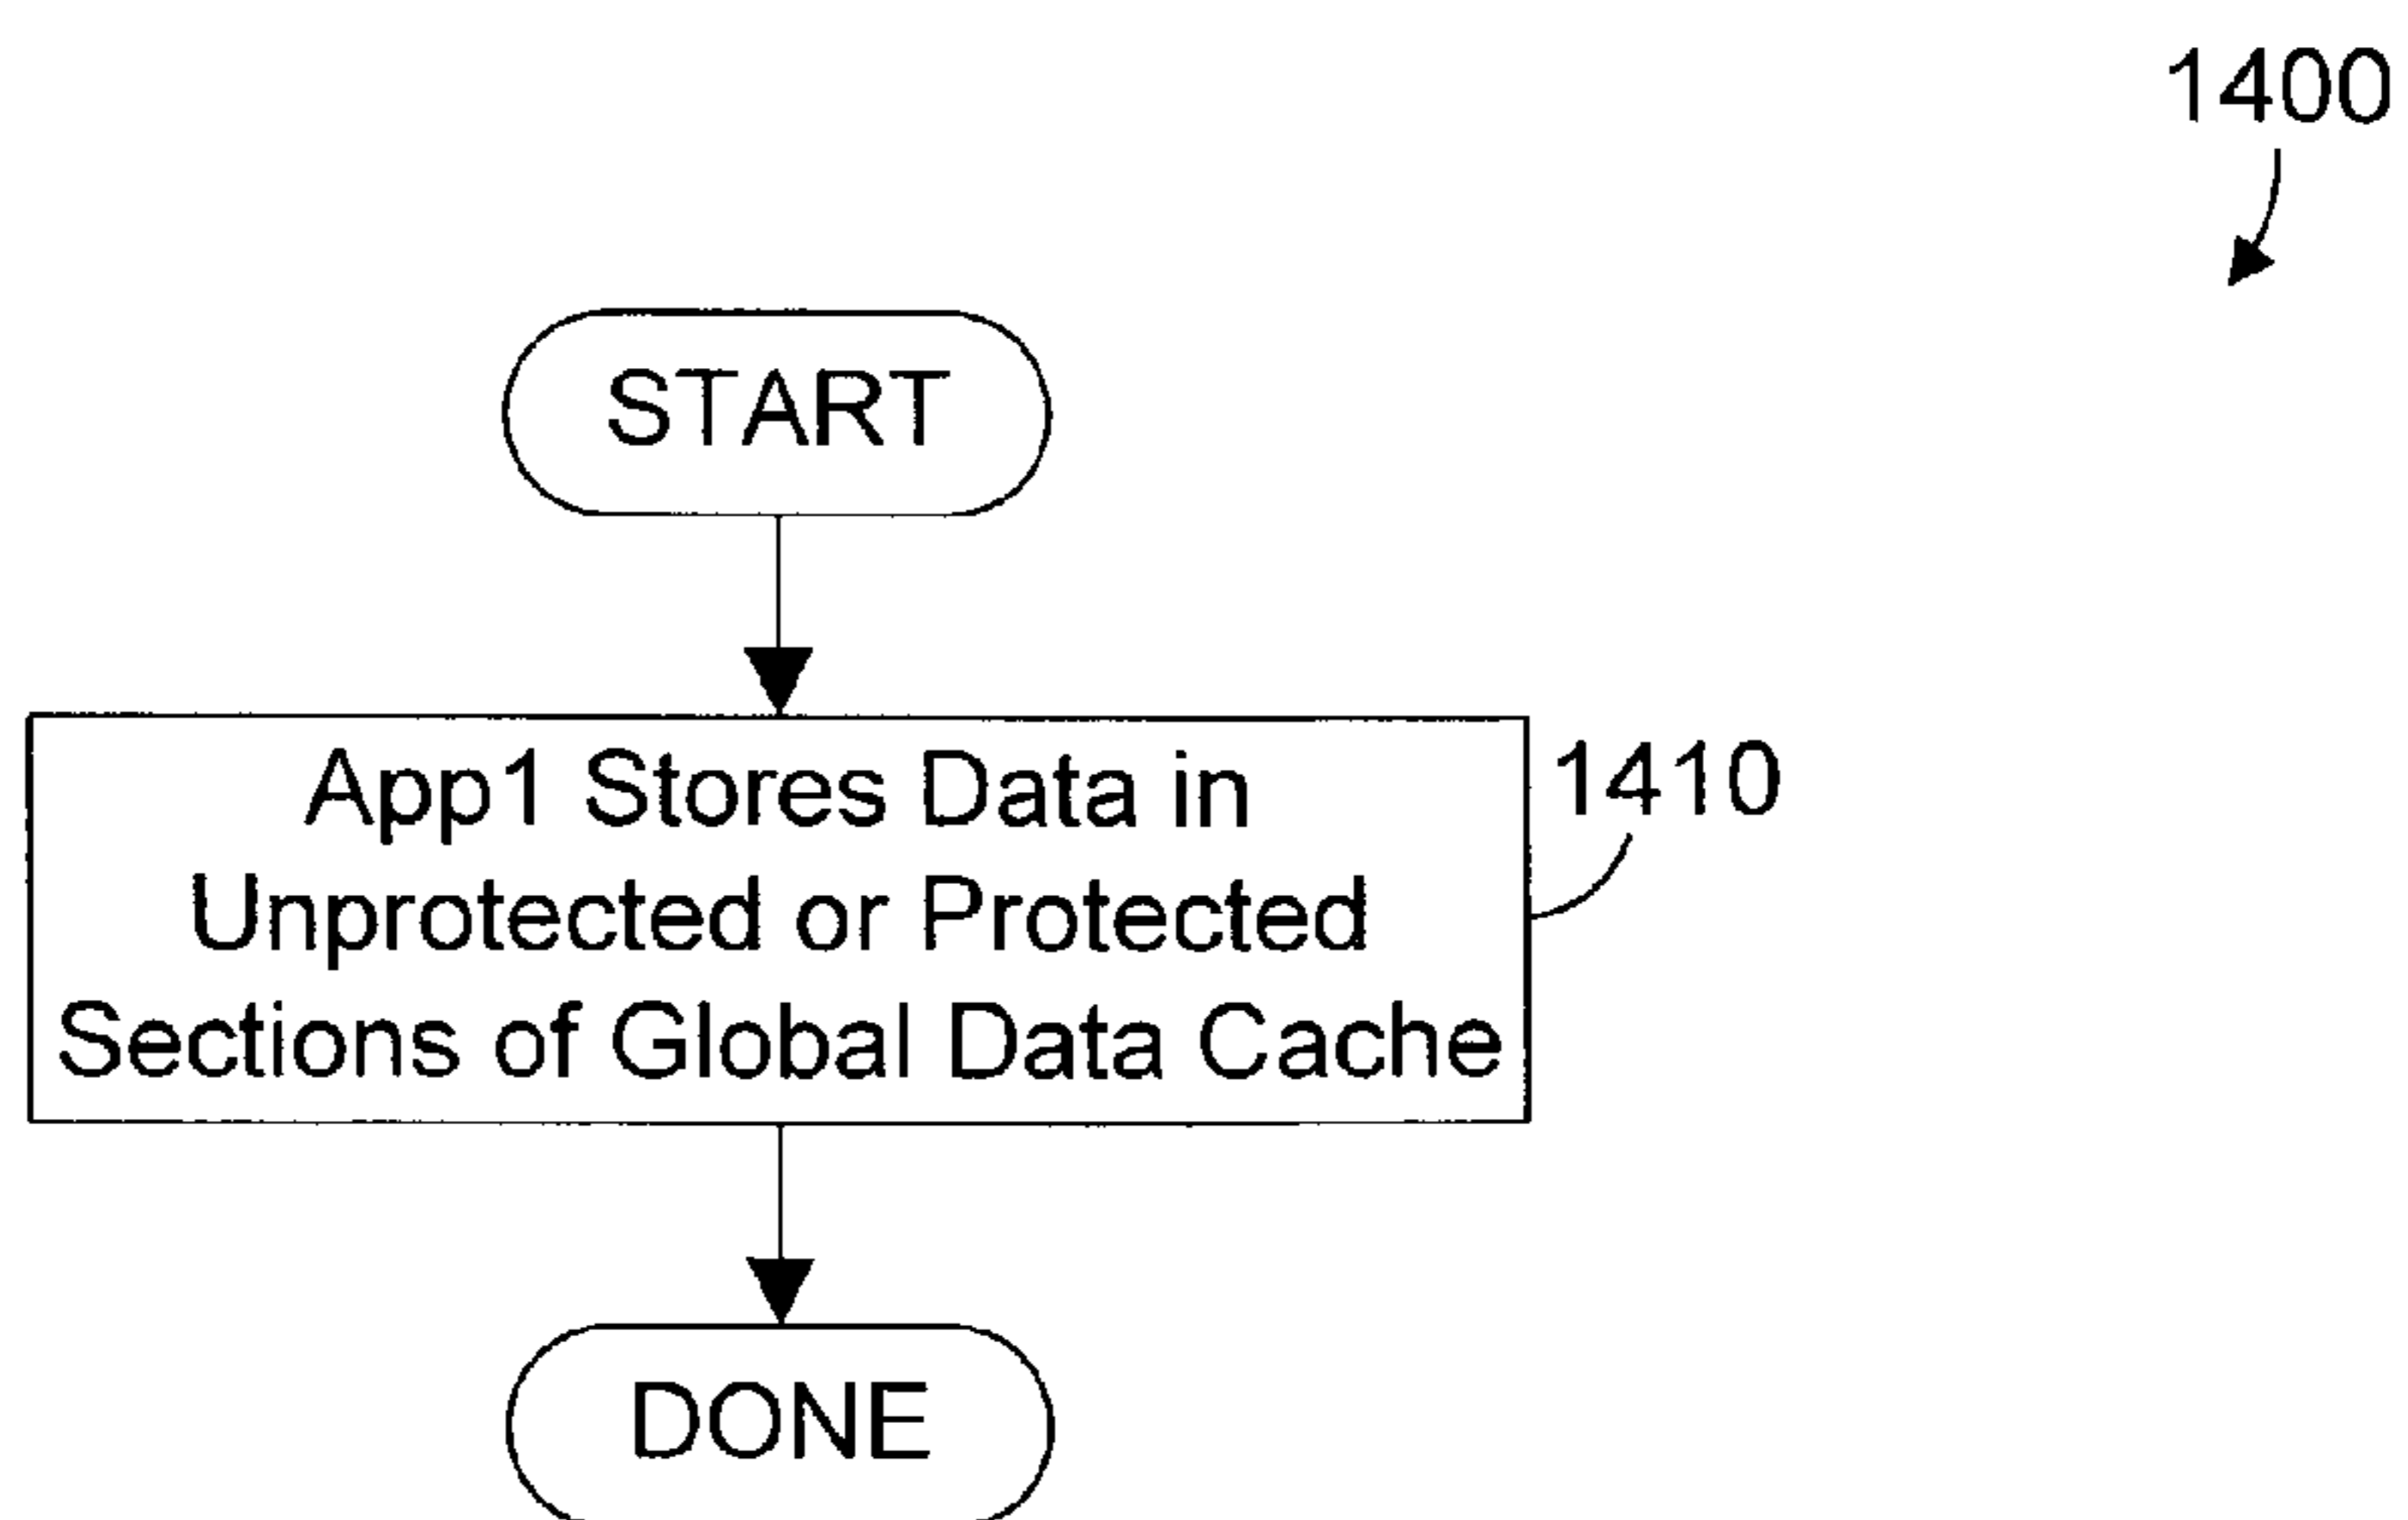 1400
START
App1 Stores Data in
Unprotected or Protected
Sections of Global Data Cache
1410
DONE